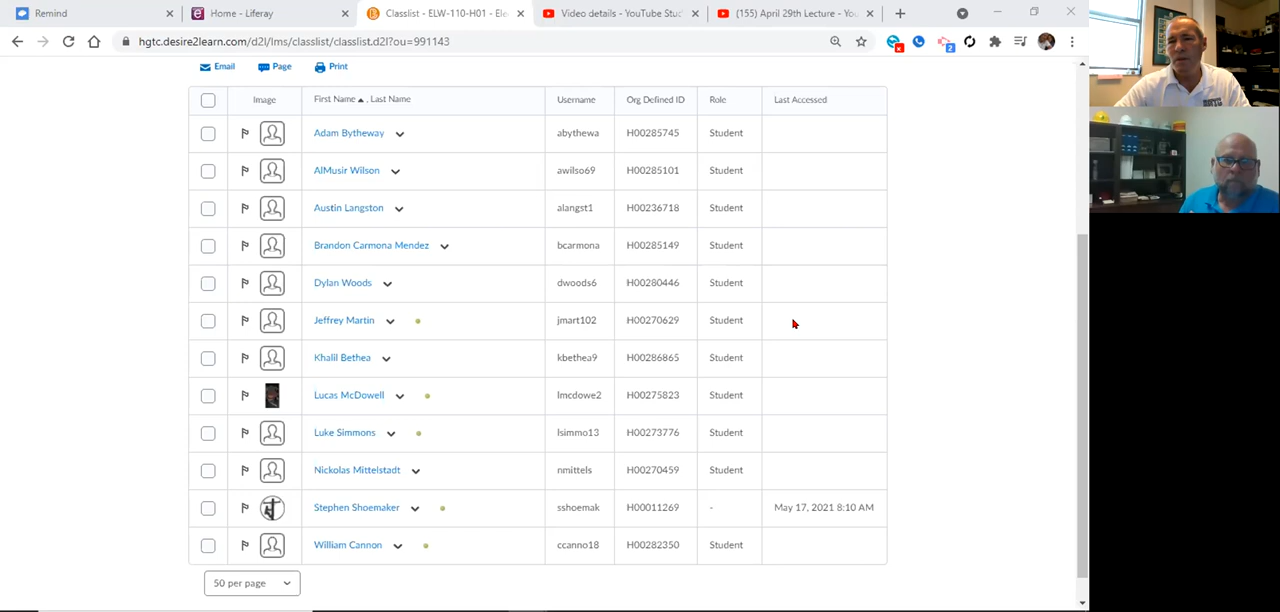 Remind
Home - Liferay
Classlist - ELW-110-H01 - Ele
Video details - YouTube Stud
(155) April 29th Lecture - You
hgtc.desire2learn.com/d2l/lms/classlist/classlist.d2l?ou=991143
2
Email Page Print
Image First Name , Last Name Username Org Defined ID Role Last Accessed
Adam Bytheway abythewa H00285745 Student
AlMusir Wilson awilso69 H00285101 Student
Austin Langston alangst1 H00236718 Student
Brandon Carmona Mendez bcarmona H00285149 Student
Dylan Woods dwoods6 H00280446 Student
Jeffrey Martin jmart102 H00270629 Student
Khalil Bethea kbethea9 H00286865 Student
Lucas McDowell lmcdowe2 H00275823 Student
Luke Simmons lsimmo13 H00273776 Student
Nickolas Mittelstadt nmittels H00270459 Student
Stephen Shoemaker sshoemak H00011269 - May 17, 2021 8:10 AM
William Cannon ccanno18 H00282350 Student
50 per page